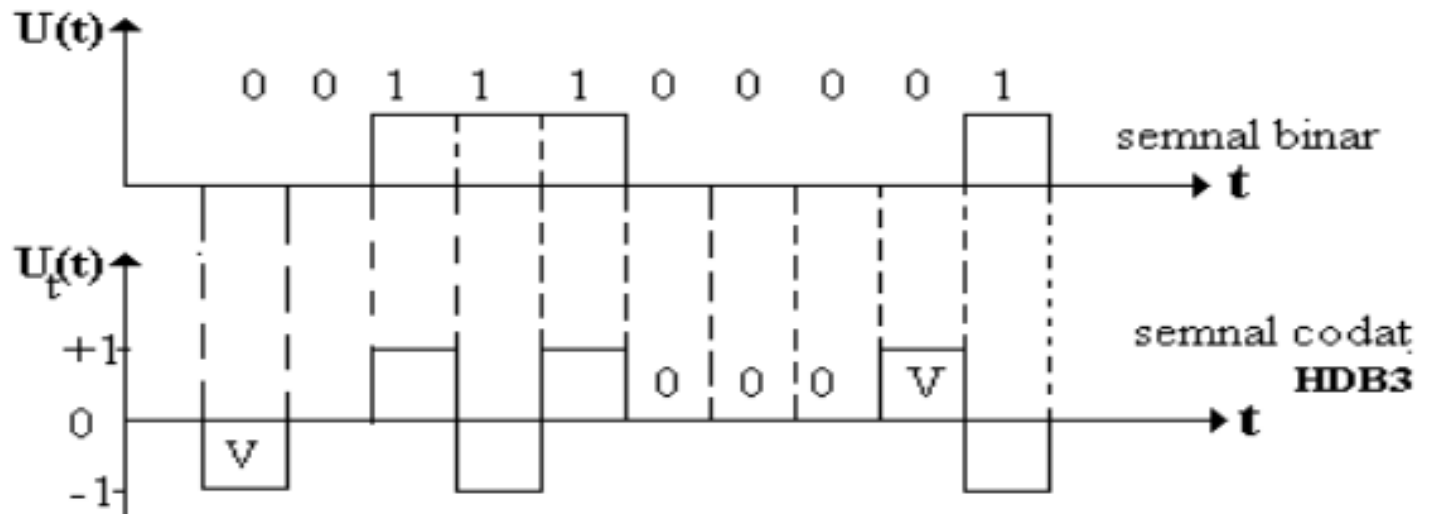 U(t)
0 0 1 1 1 0 0 0 0 1
semnal binar
t
U_t(t)
+1
semnal codat
0 0 0 V
HDB3
0
t
V
-1